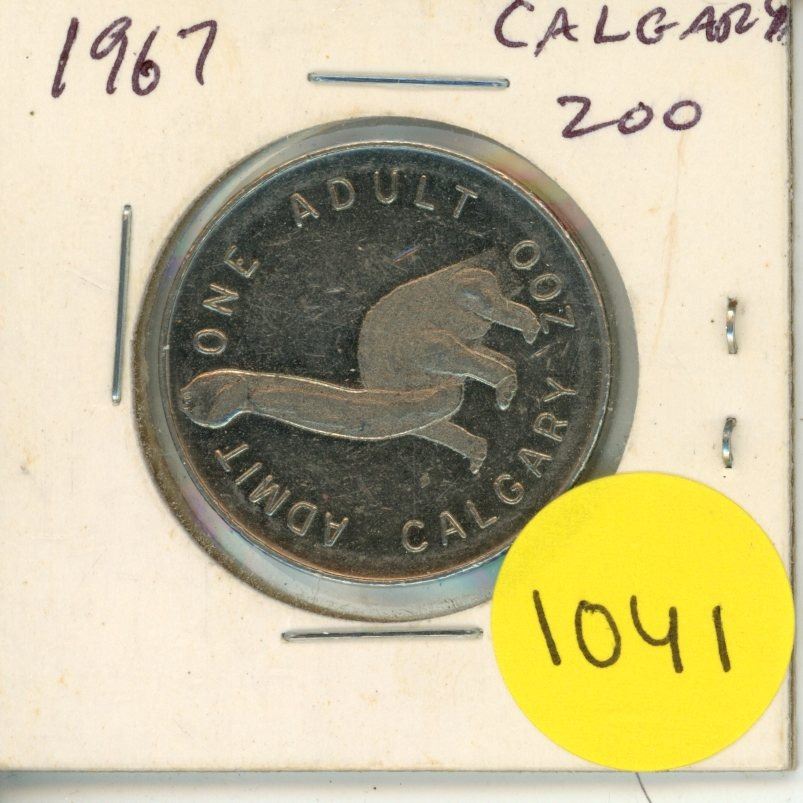 1967
CALGARY
ZOO
ADMIT ONE ADULT
CALGARY ZOO
1041